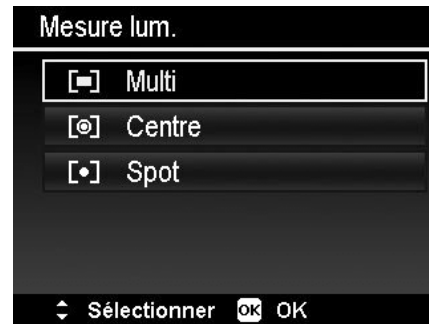 Mesure lum.
Multi
Centre
Spot
Sélectionner OK OK